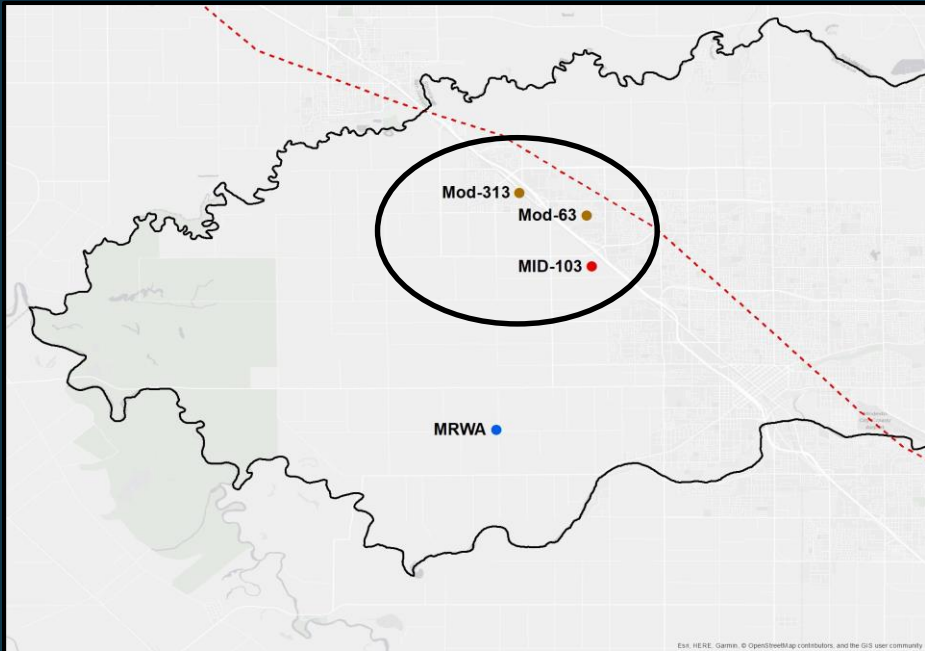 Mod-313
Mod-63
MID-103
MRWA
Esri, HERE, Garmin, © OpenStreetMap contributors, and the GIS user community